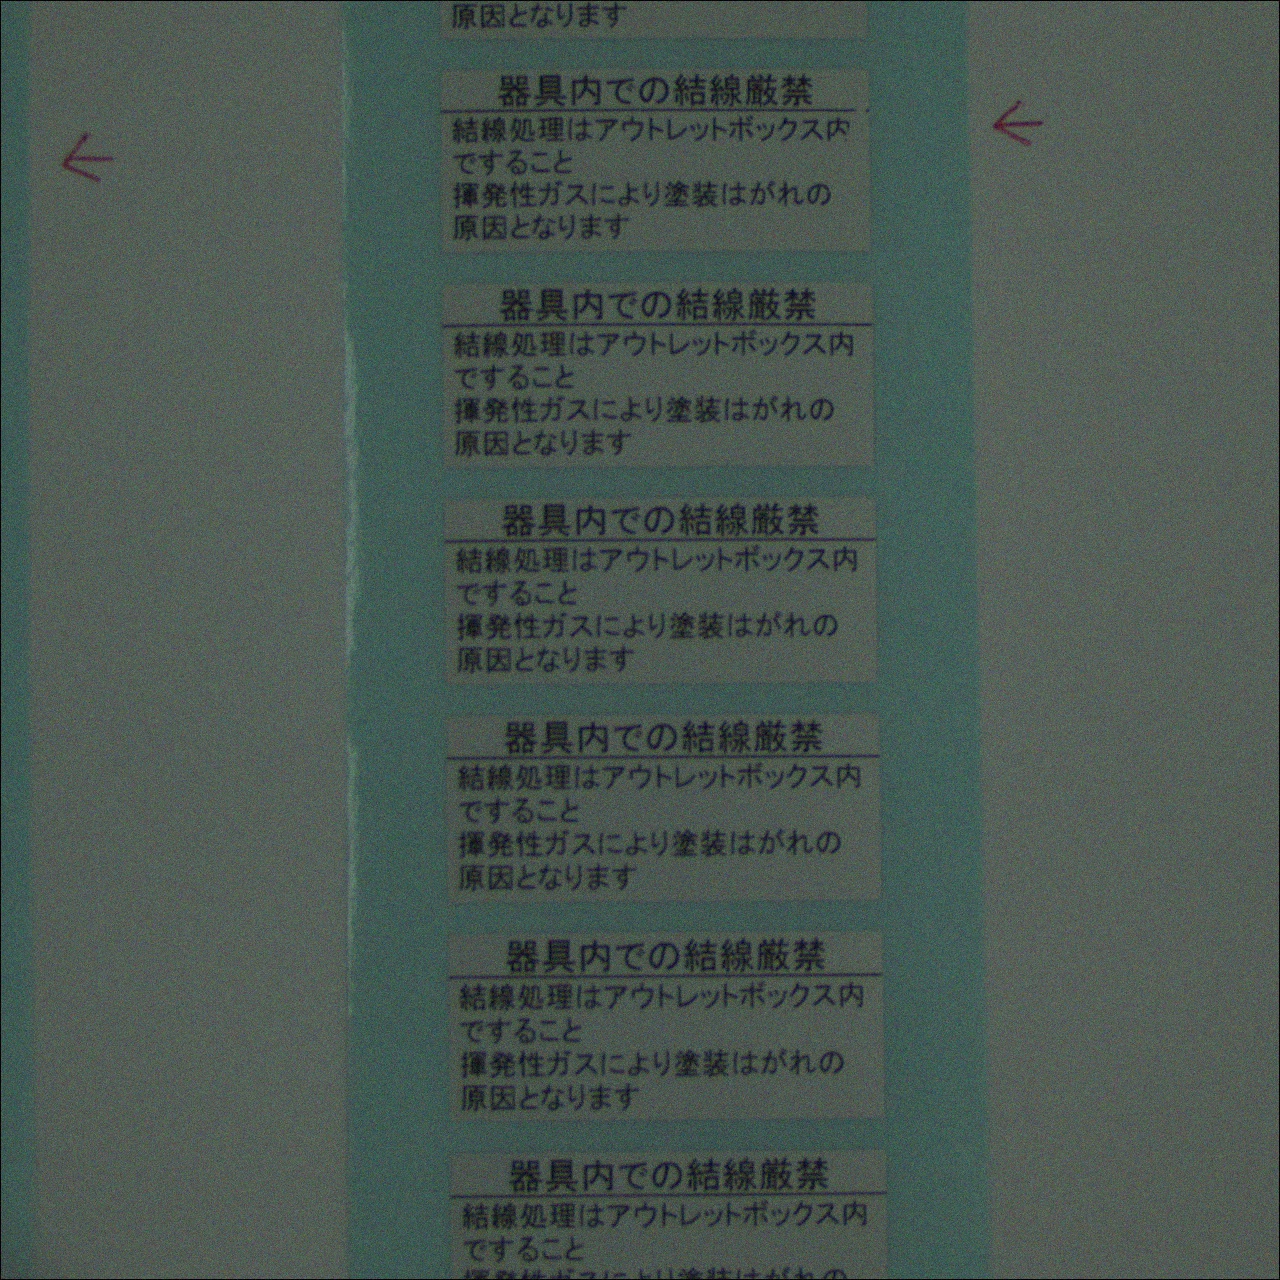 原因となります
器具内での結線厳禁
結線処理はアウトレットボックス内
ですること
揮発性ガスにより塗装はがれの
原因となります
器具内での結線厳禁
結線処理はアウトレットボックス内
ですること
揮発性ガスにより塗装はがれの
原因となります
器具内での結線厳禁
結線処理はアウトレットボックス内
ですること
揮発性ガスにより塗装はがれの
原因となります
器具内での結線厳禁
結線処理はアウトレットボックス内
ですること
揮発性ガスにより塗装はがれの
原因となります
器具内での結線厳禁
結線処理はアウトレットボックス内
ですること
揮発性ガスにより塗装はがれの
原因となります
器具内での結線厳禁
結線処理はアウトレットボックス内
ですること
揮発性ガスにより塗装はがれの